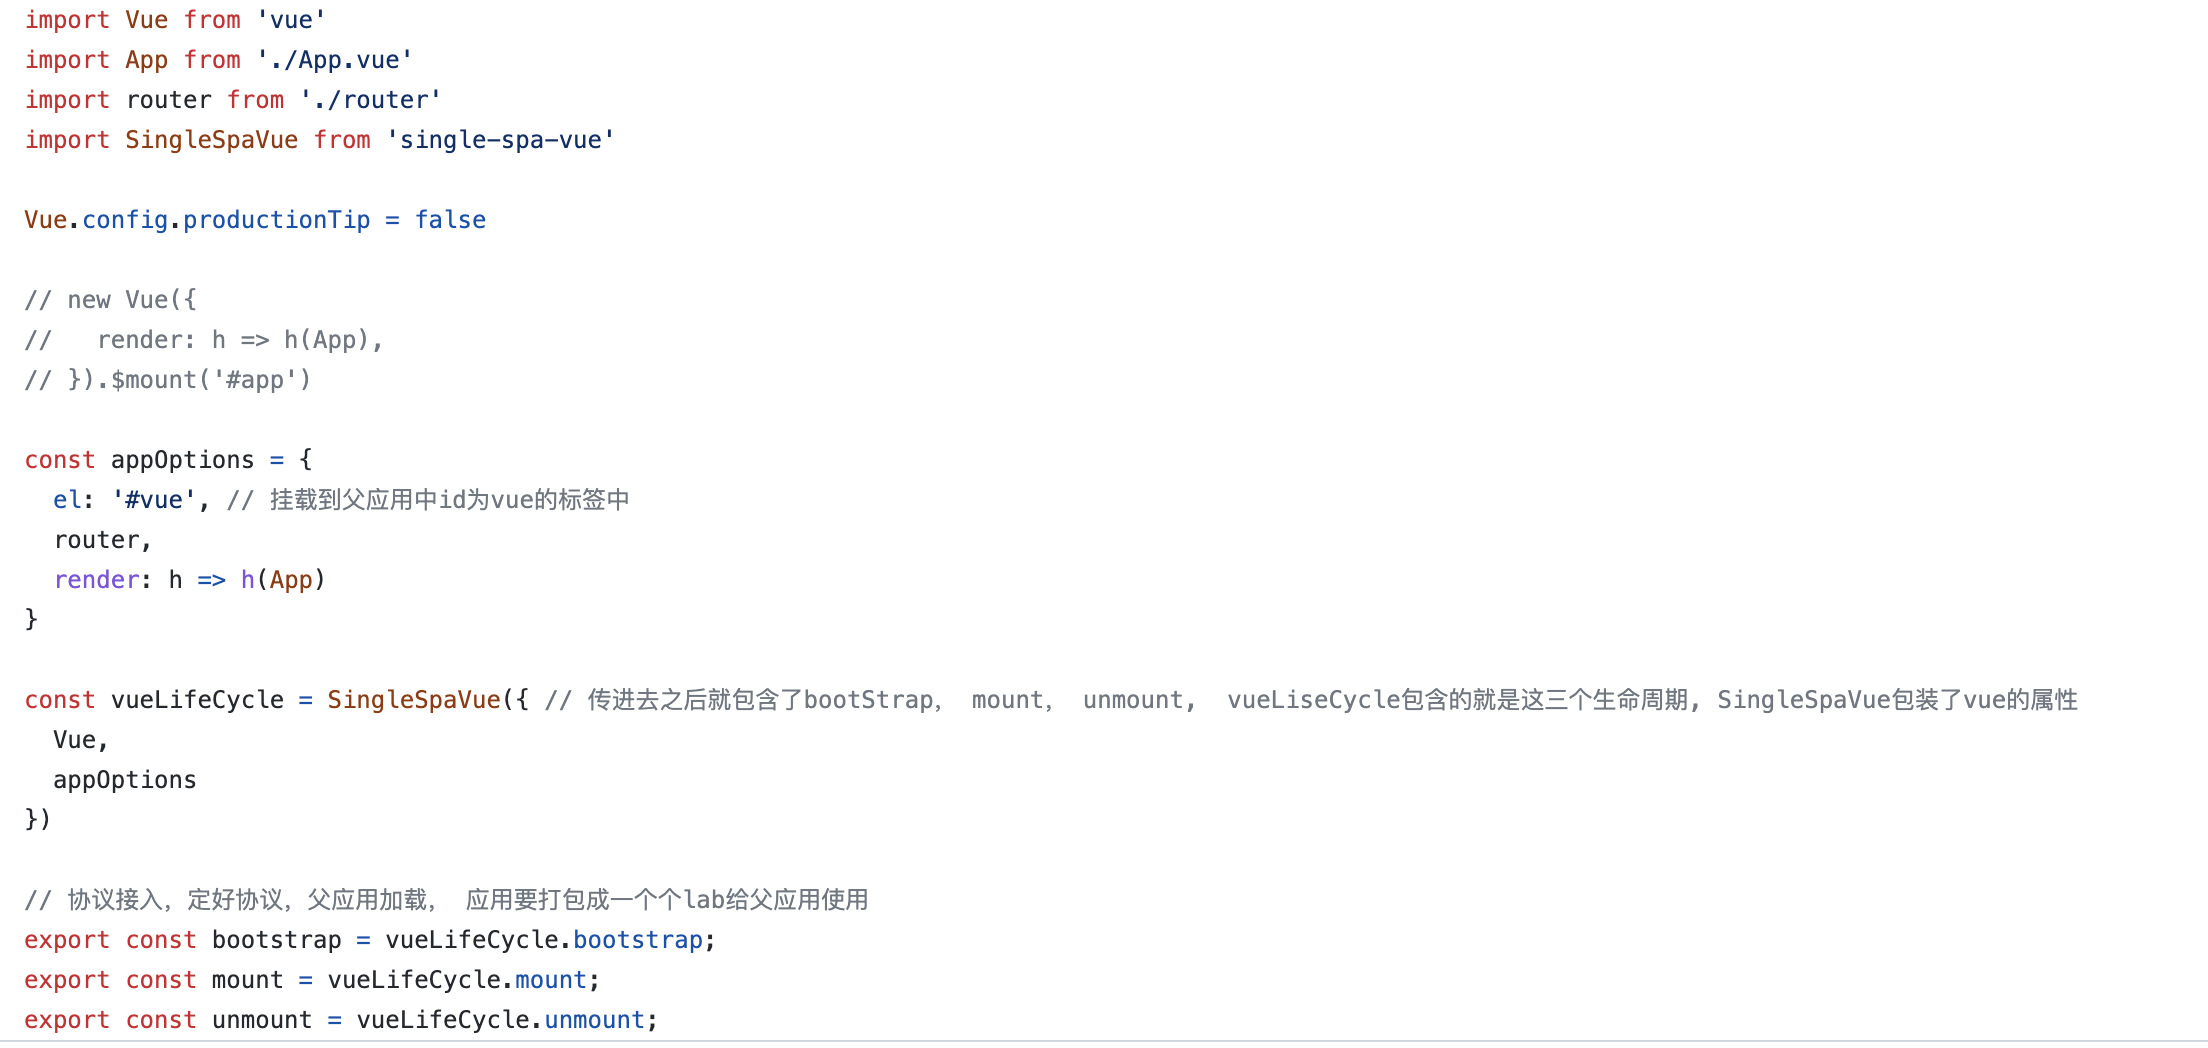 import Vue from 'vue'
import App from './App.vue'
import router from './router'
import SingleSpaVue from 'single-spa-vue'
Vue.config.productionTip = false
// new Vue({
//   render: h => h(App),
// }).$mount('#app')
const appOptions = {
  el: '#vue', // 挂载到父应用中id为vue的标签中
  router,
  render: h => h(App)
}
const vueLifeCycle = SingleSpaVue({ // 传进去之后就包含了bootStrap， mount， unmount， vueLiseCycle包含的就是这三个生命周期，SingleSpaVue包装了vue的属性
  Vue,
  appOptions
})
// 协议接入，定好协议，父应用加载， 应用要打包成一个个lab给父应用使用
export const bootstrap = vueLifeCycle.bootstrap;
export const mount = vueLifeCycle.mount;
export const unmount = vueLifeCycle.unmount;